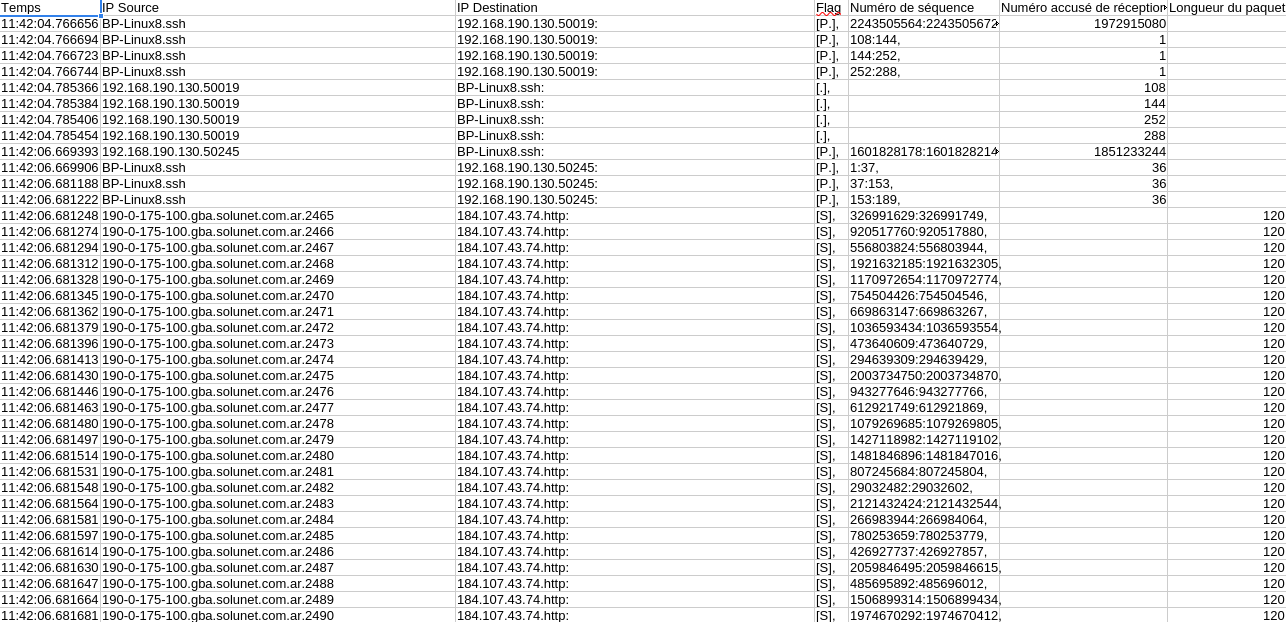 Temps IP Source IP Destination Flag Numéro de séquence Numéro accusé de réception Longueur du paquet
11:42:04.766656 BP-Linux8.ssh 192.168.190.130.50019: [P.], 2243505564:2243505672 1972915080
11:42:04.766694 BP-Linux8.ssh 192.168.190.130.50019: [P.], 108:144, 1
11:42:04.766723 BP-Linux8.ssh 192.168.190.130.50019: [P.], 144:252, 1
11:42:04.766744 BP-Linux8.ssh 192.168.190.130.50019: [P.], 252:288, 1
11:42:04.785366 192.168.190.130.50019 BP-Linux8.ssh: [.], 108
11:42:04.785384 192.168.190.130.50019 BP-Linux8.ssh: [.], 144
11:42:04.785406 192.168.190.130.50019 BP-Linux8.ssh: [.], 252
11:42:04.785454 192.168.190.130.50019 BP-Linux8.ssh: [.], 288
11:42:06.669393 192.168.190.130.50245 BP-Linux8.ssh: [P.], 1601828178:1601828214 1851233244
11:42:06.669906 BP-Linux8.ssh 192.168.190.130.50245: [P.], 1:37, 36
11:42:06.681188 BP-Linux8.ssh 192.168.190.130.50245: [P.], 37:153, 36
11:42:06.681222 BP-Linux8.ssh 192.168.190.130.50245: [P.], 153:189, 36
11:42:06.681248 190-0-175-100.gba.solunet.com.ar.2465 184.107.43.74.http: [S], 326991629:326991749, 120
11:42:06.681274 190-0-175-100.gba.solunet.com.ar.2466 184.107.43.74.http: [S], 920517760:920517880, 120
11:42:06.681294 190-0-175-100.gba.solunet.com.ar.2467 184.107.43.74.http: [S], 556803824:556803944, 120
11:42:06.681312 190-0-175-100.gba.solunet.com.ar.2468 184.107.43.74.http: [S], 1921632185:1921632305, 120
11:42:06.681328 190-0-175-100.gba.solunet.com.ar.2469 184.107.43.74.http: [S], 1170972654:1170972774, 120
11:42:06.681345 190-0-175-100.gba.solunet.com.ar.2470 184.107.43.74.http: [S], 754504426:754504546, 120
11:42:06.681362 190-0-175-100.gba.solunet.com.ar.2471 184.107.43.74.http: [S], 669863147:669863267, 120
11:42:06.681379 190-0-175-100.gba.solunet.com.ar.2472 184.107.43.74.http: [S], 1036593434:1036593554, 120
11:42:06.681396 190-0-175-100.gba.solunet.com.ar.2473 184.107.43.74.http: [S], 473640609:473640729, 120
11:42:06.681413 190-0-175-100.gba.solunet.com.ar.2474 184.107.43.74.http: [S], 294639309:294639429, 120
11:42:06.681430 190-0-175-100.gba.solunet.com.ar.2475 184.107.43.74.http: [S], 2003734750:2003734870, 120
11:42:06.681446 190-0-175-100.gba.solunet.com.ar.2476 184.107.43.74.http: [S], 943277646:943277766, 120
11:42:06.681463 190-0-175-100.gba.solunet.com.ar.2477 184.107.43.74.http: [S], 612921749:612921869, 120
11:42:06.681480 190-0-175-100.gba.solunet.com.ar.2478 184.107.43.74.http: [S], 1079269685:1079269805, 120
11:42:06.681497 190-0-175-100.gba.solunet.com.ar.2479 184.107.43.74.http: [S], 1427118982:1427119102, 120
11:42:06.681514 190-0-175-100.gba.solunet.com.ar.2480 184.107.43.74.http: [S], 1481846896:1481847016, 120
11:42:06.681531 190-0-175-100.gba.solunet.com.ar.2481 184.107.43.74.http: [S], 807245684:807245804, 120
11:42:06.681548 190-0-175-100.gba.solunet.com.ar.2482 184.107.43.74.http: [S], 29032482:29032602, 120
11:42:06.681564 190-0-175-100.gba.solunet.com.ar.2483 184.107.43.74.http: [S], 2121432424:2121432544, 120
11:42:06.681581 190-0-175-100.gba.solunet.com.ar.2484 184.107.43.74.http: [S], 266983944:266984064, 120
11:42:06.681597 190-0-175-100.gba.solunet.com.ar.2485 184.107.43.74.http: [S], 780253659:780253779, 120
11:42:06.681614 190-0-175-100.gba.solunet.com.ar.2486 184.107.43.74.http: [S], 426927737:426927857, 120
11:42:06.681630 190-0-175-100.gba.solunet.com.ar.2487 184.107.43.74.http: [S], 2059846495:2059846615, 120
11:42:06.681647 190-0-175-100.gba.solunet.com.ar.2488 184.107.43.74.http: [S], 485695892:485696012, 120
11:42:06.681664 190-0-175-100.gba.solunet.com.ar.2489 184.107.43.74.http: [S], 1506899314:1506899434, 120
11:42:06.681681 190-0-175-100.gba.solunet.com.ar.2490 184.107.43.74.http: [S], 1974670292:1974670412, 120